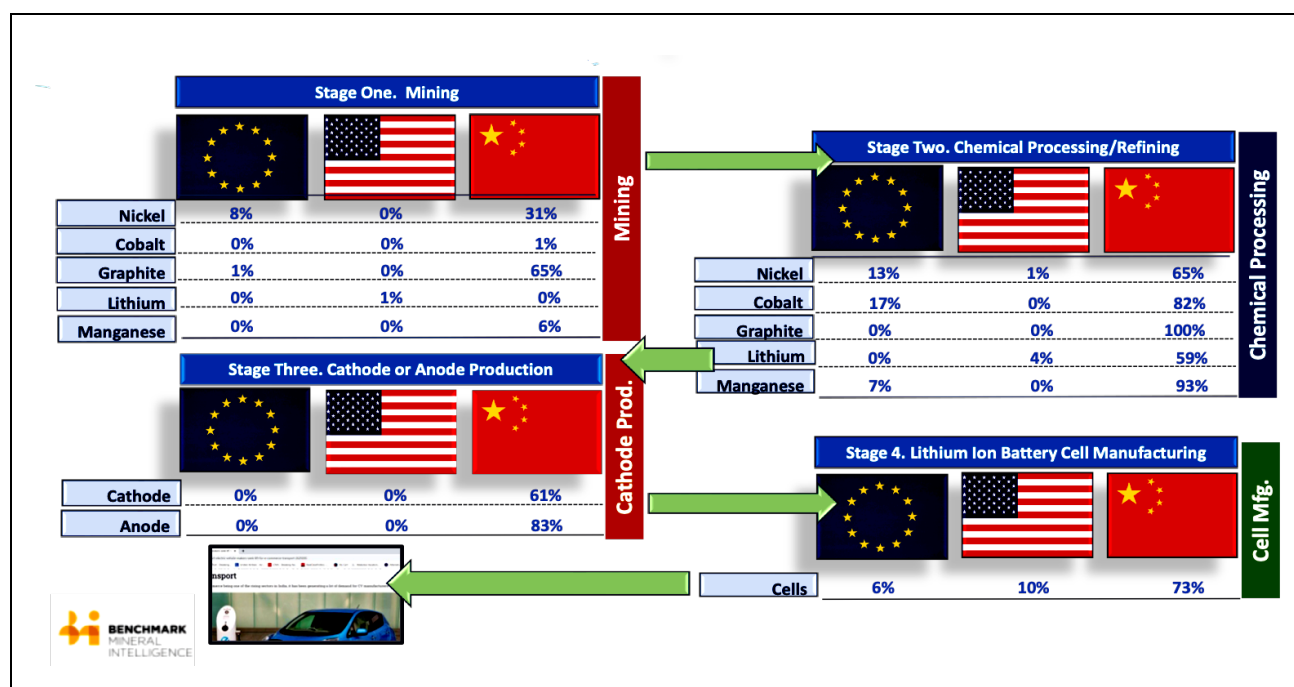 Stage One. Mining
Mining
Nickel 8% 0% 31%
Cobalt 0% 0% 1%
Graphite 1% 0% 65%
Lithium 0% 1% 0%
Manganese 0% 0% 6%
Stage Two. Chemical Processing/Refining
Chemical Processing
Nickel 13% 1% 65%
Cobalt 17% 0% 82%
Graphite 0% 0% 100%
Lithium 0% 4% 59%
Manganese 7% 0% 93%
Stage Three. Cathode or Anode Production
Cathode Prod.
Cathode 0% 0% 61%
Anode 0% 0% 83%
Stage 4. Lithium Ion Battery Cell Manufacturing
Cell Mfg.
Cells 6% 10% 73%
nsport
BENCHMARK
MINERAL
INTELLIGENCE